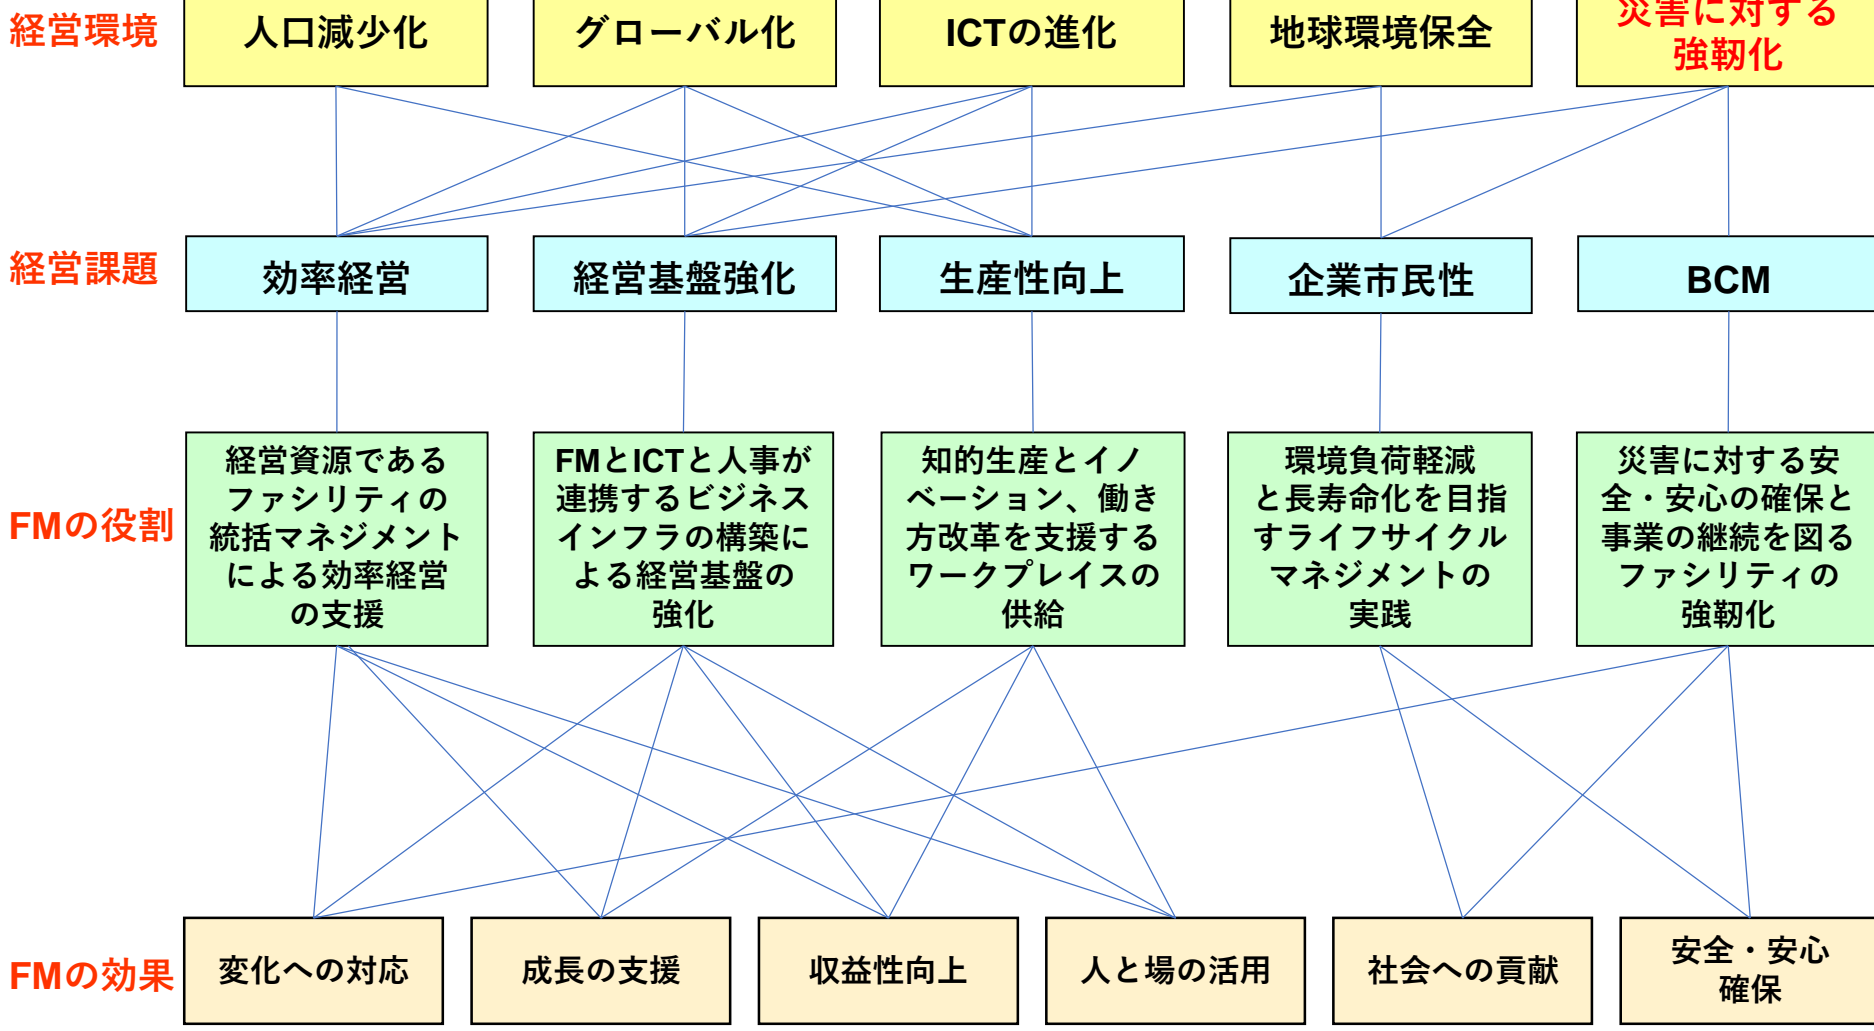 経営環境
人口減少化
グローバル化
ICTの進化
地球環境保全
災害に対する
強靭化
経営課題
効率経営
経営基盤強化
生産性向上
企業市民性
BCM
FMの役割
経営資源である
ファシリティの
統括マネジメント
による効率経営
の支援
FMとICTと人事が
連携するビジネス
インフラの構築に
よる経営基盤の
強化
知的生産とイノ
ベーション、働き
方改革を支援する
ワークプレイスの
供給
環境負荷軽減
と長寿命化を目指
すライフサイクル
マネジメントの
実践
災害に対する安
全・安心の確保と
事業の継続を図る
ファシリティの
強靭化
FMの効果
変化への対応
成長の支援
収益性向上
人と場の活用
社会への貢献
安全・安心
確保